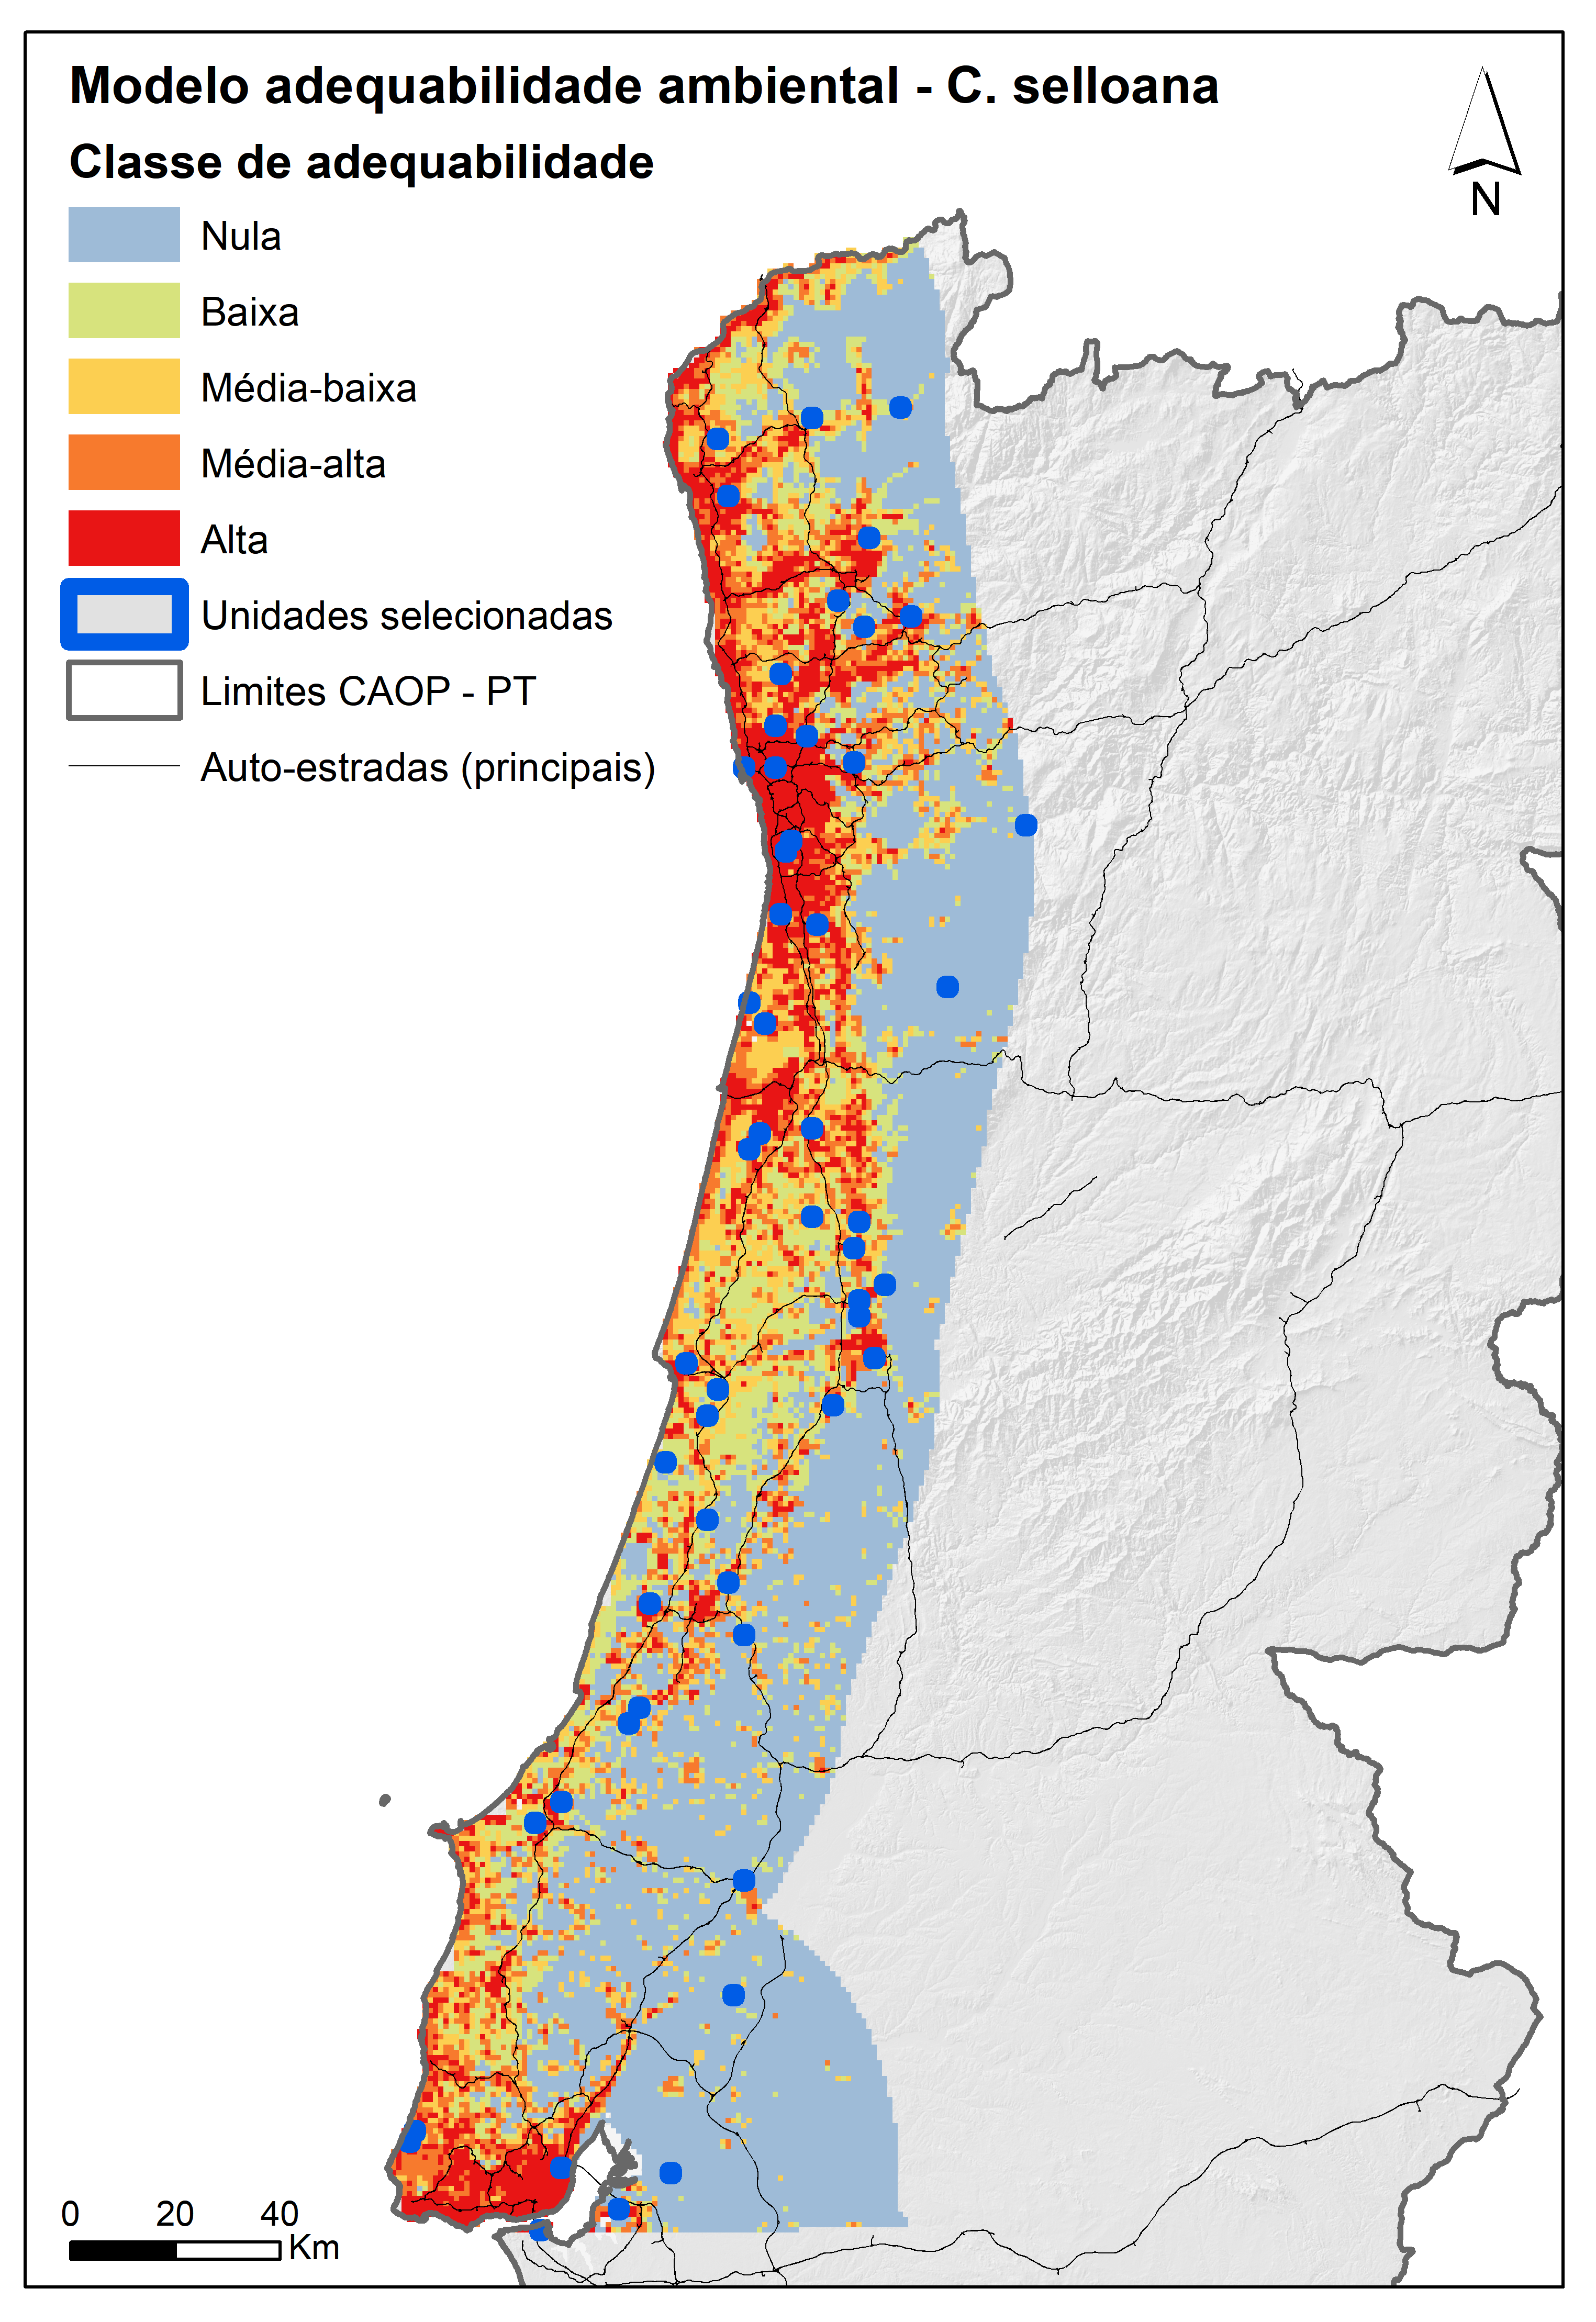 Modelo adequabilidade ambiental - C. selloana
Classe de adequabilidade
N
Nula
Baixa
Média-baixa
Média-alta
Alta
Unidades selecionadas
Limites CAOP - PT
Auto-estradas (principais)
0 20 40
Km